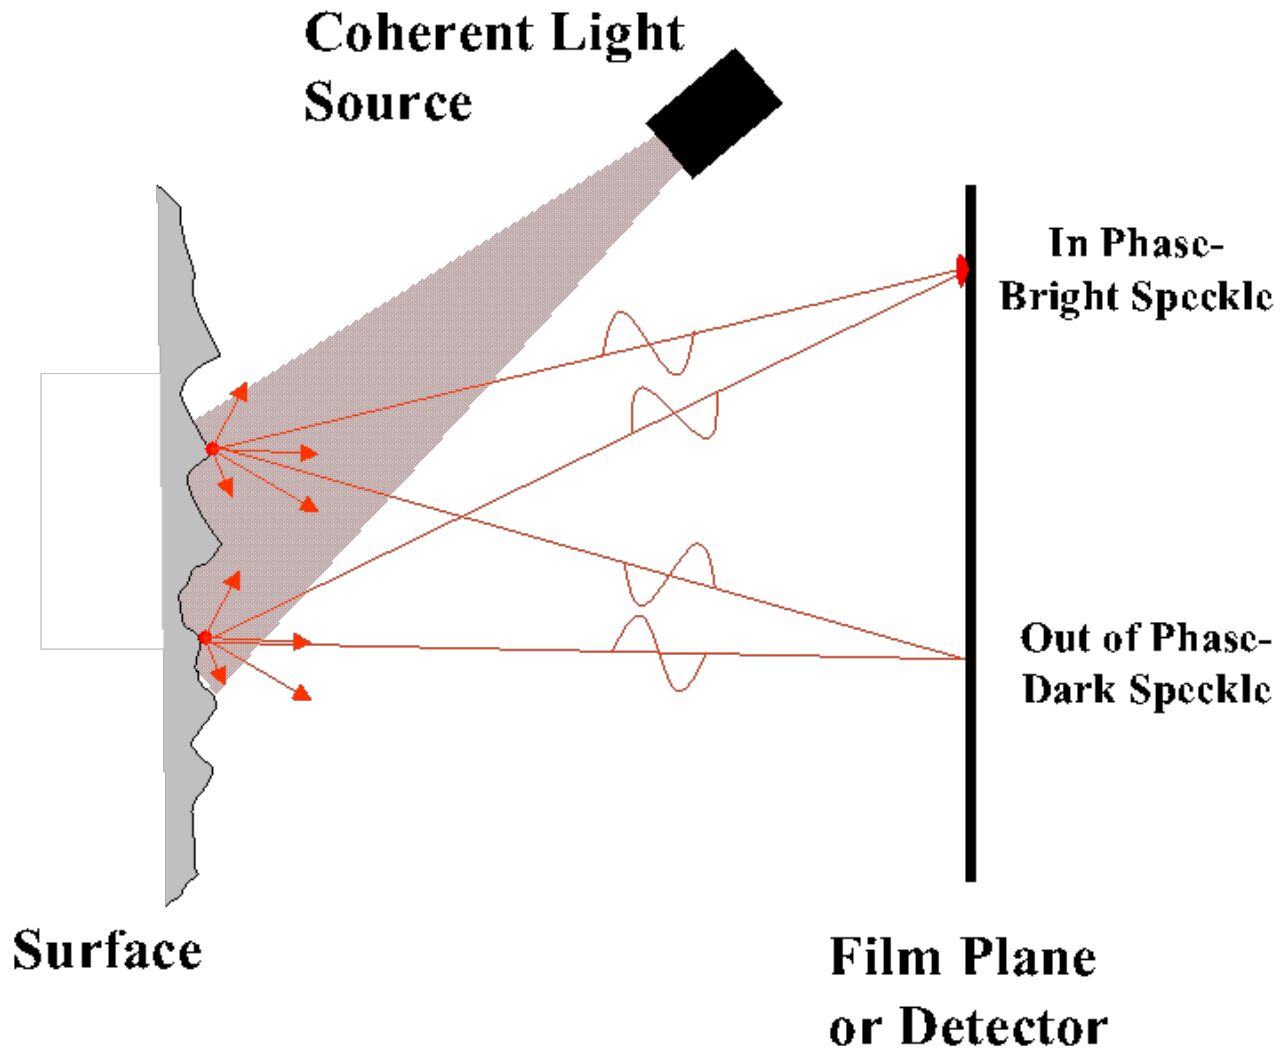 Coherent Light
Source
In Phase-
Bright Speckle
Out of Phase-
Dark Speckle
Surface
Film Plane
or Detector